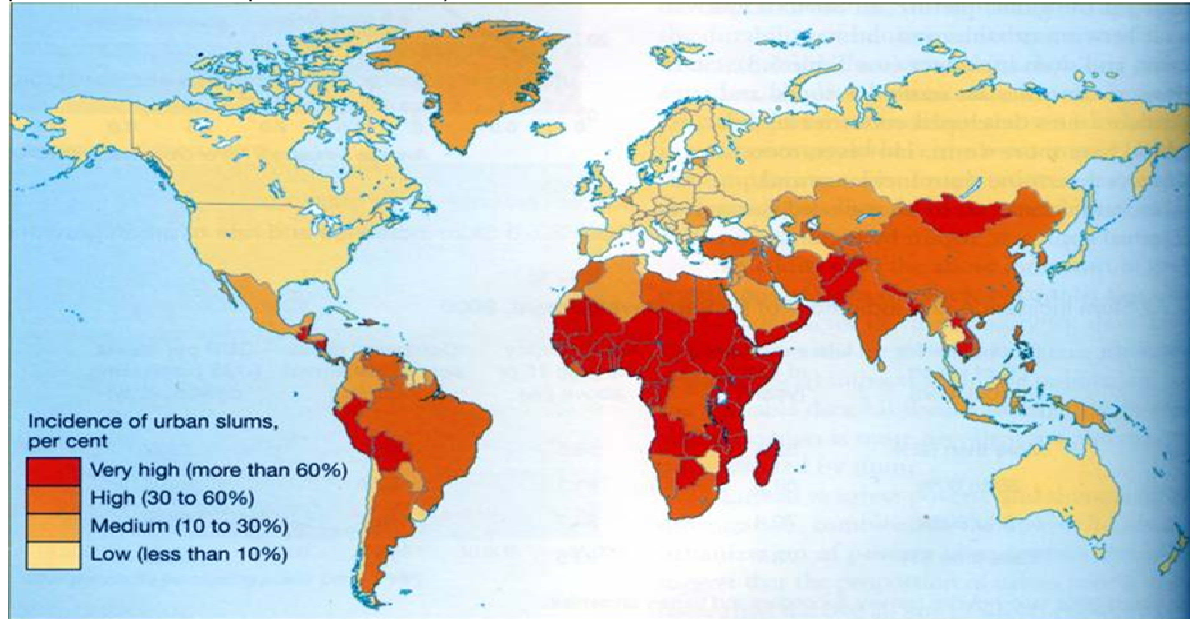 Incidence of urban slums,
per cent
Very high (more than 60%)
High (30 to 60%)
Medium (10 to 30%)
Low (less than 10%)